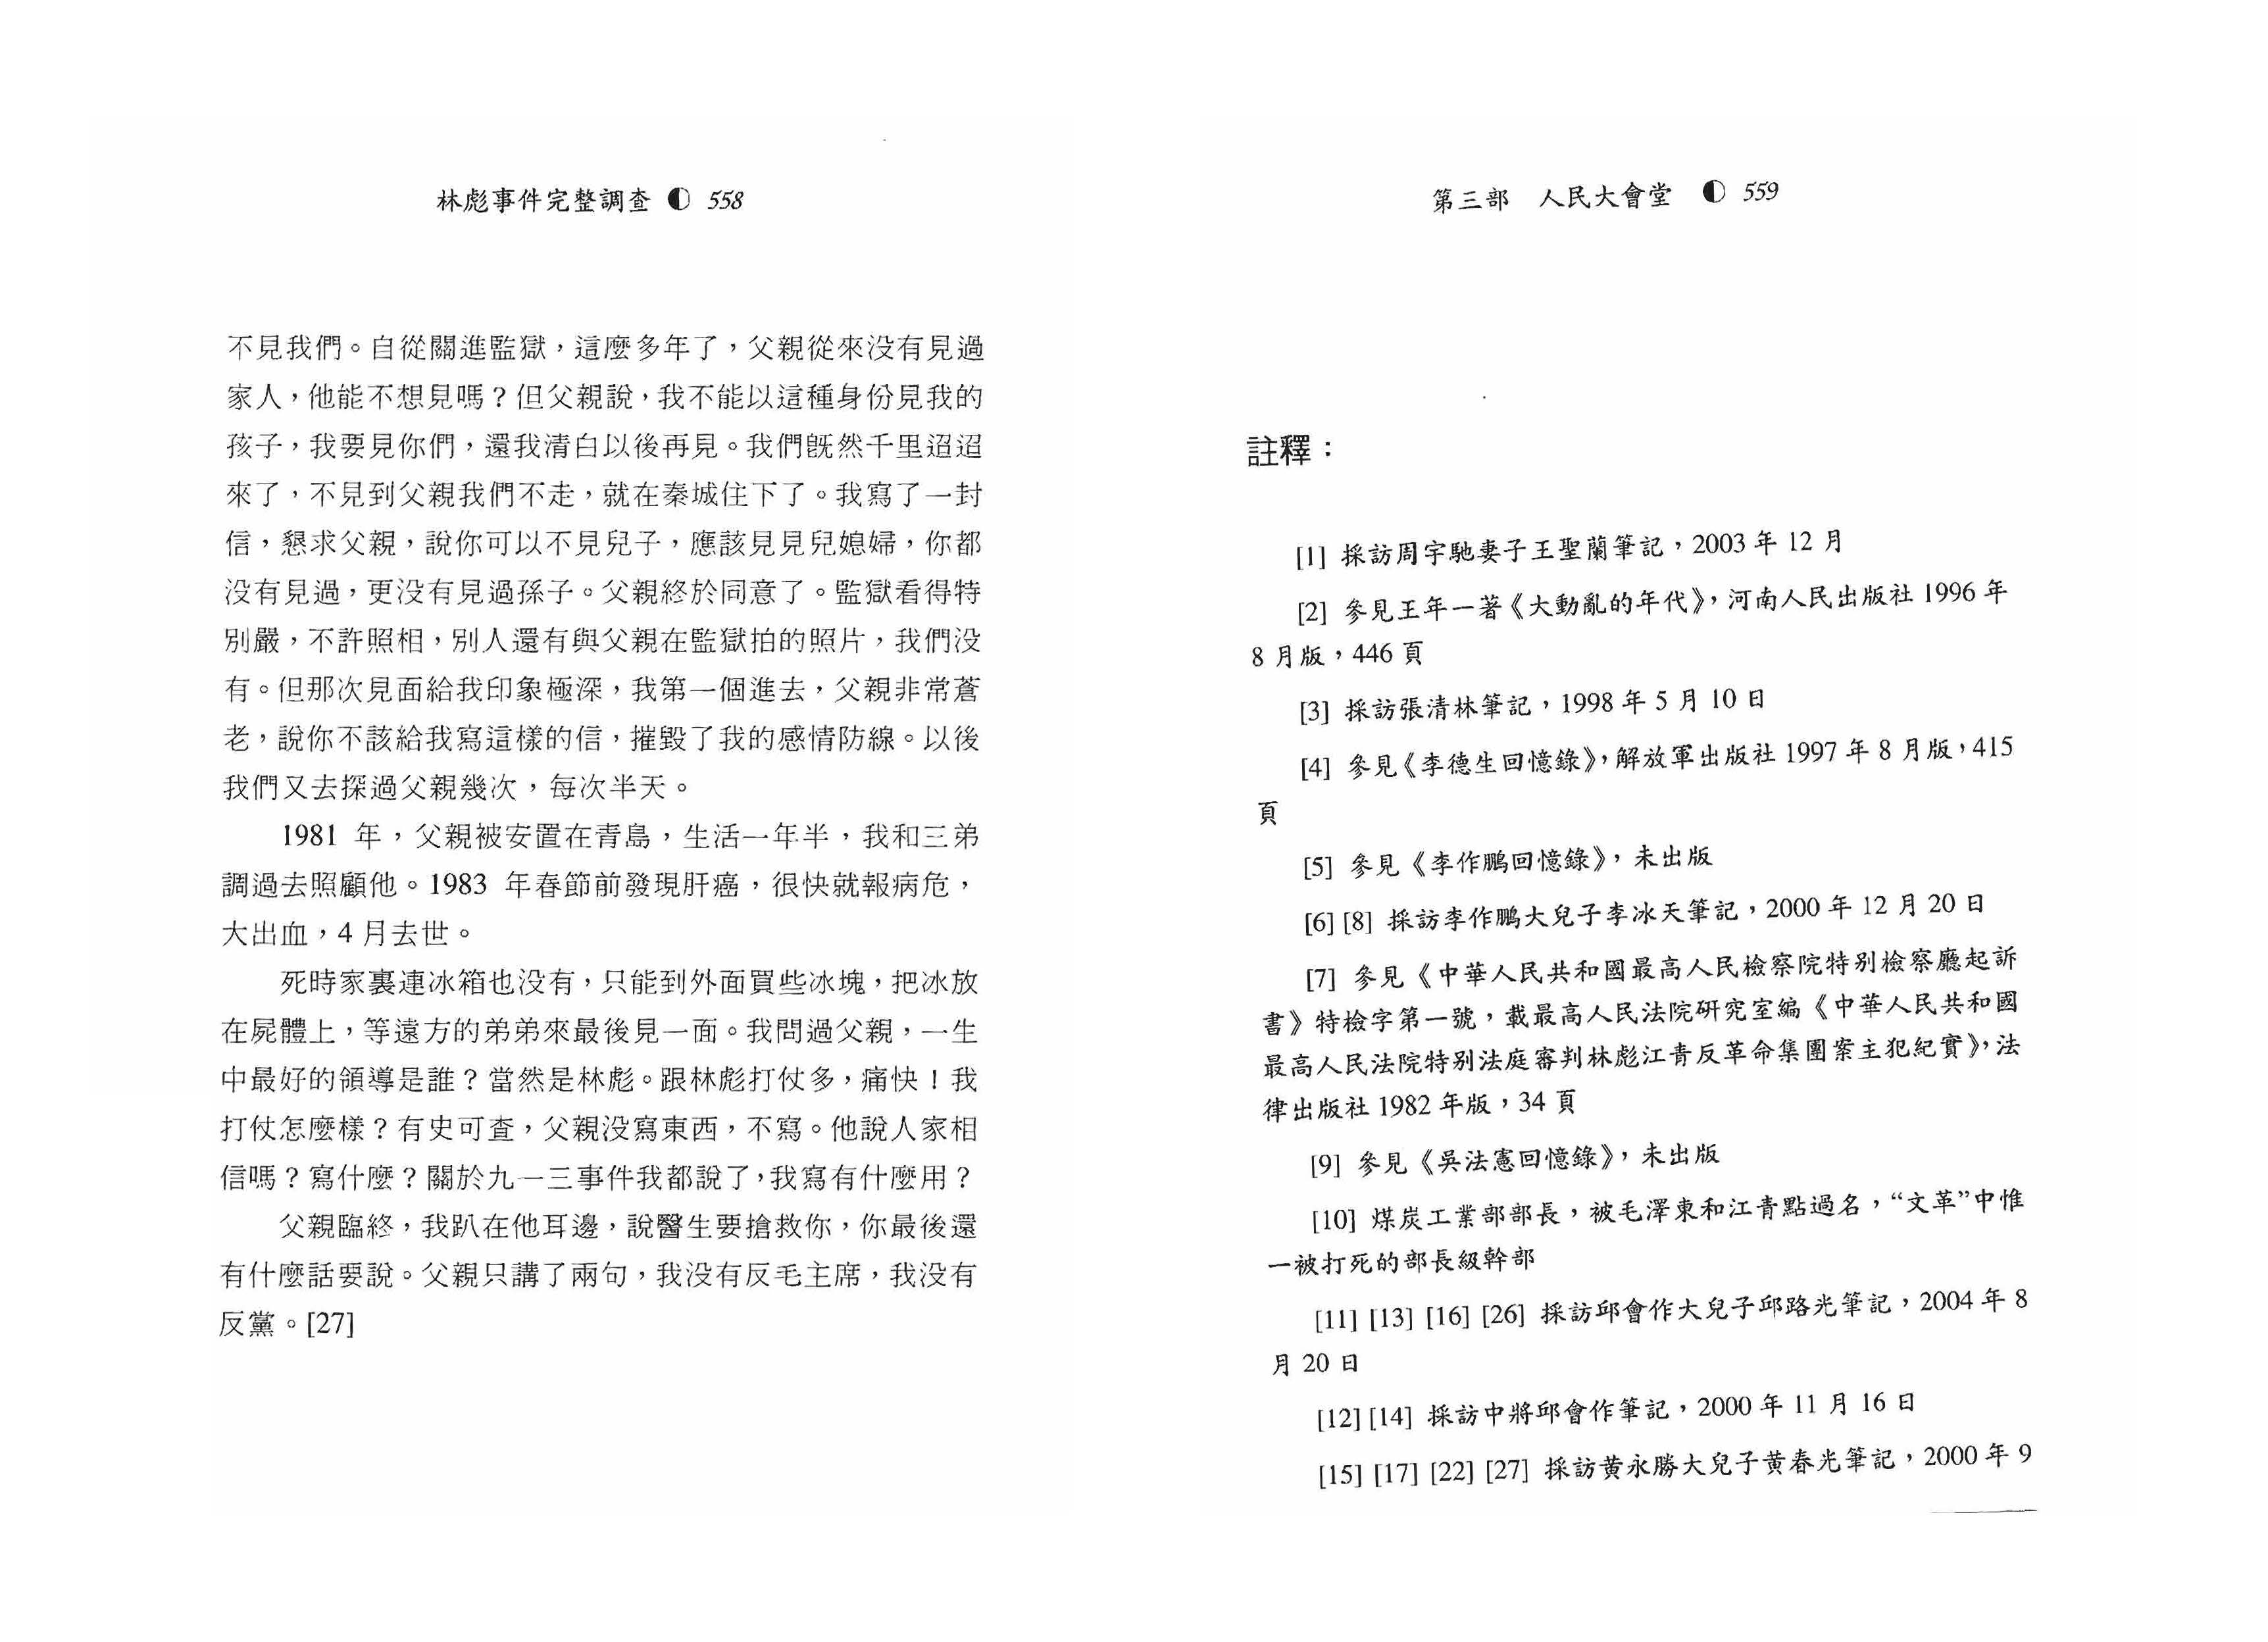 林彪事件完整調查 558
不見我們。自從關進監獄，這麼多年了，父親從來没有見過
家人，他能不想見嗎？但父親說，我不能以這種身份見我的
孩子，我要見你們，還我清白以後再見。我們既然千里迢迢
來了，不見到父親我們不走，就在秦城住下了。我寫了一封
信，懇求父親，說你可以不見兒子，應該見見兒媳婦，你都
没有見過，更没有見過孫子。父親終於同意了。監獄看得特
別嚴，不許照相，別人還有與父親在監獄拍的照片，我們没
有。但那次見面給我印象極深，我第一個進去，父親非常蒼
老，說你不該給我寫這樣的信，摧毀了我的感情防線。以後
我們又去探過父親幾次，每次半天。
1981 年，父親被安置在青島，生活一年半，我和三弟
調過去照顧他。1983 年春節前發現肝癌，很快就報病危，
大出血，4 月去世。
死時家裏連冰箱也没有，只能到外面買些冰塊，把冰放
在屍體上，等遠方的弟弟來最後見一面。我問過父親，一生
中最好的領導是誰？當然是林彪。跟林彪打仗多，痛快！我
打仗怎麼樣？有史可查，父親没寫東西，不寫。他說人家相
信嗎？寫什麼？關於九一三事件我都說了，我寫有什麼用？
父親臨終，我趴在他耳邊，說醫生要搶救你，你最後還
有什麼話要說。父親只講了兩句，我没有反毛主席，我没有
反黨。[27]
第三部 人民大會堂 559
註釋：
[1] 採訪周宇馳妻子王聖蘭筆記，2003 年 12 月
[2] 參見王年一著《大動亂的年代》，河南人民出版社 1996 年
8 月版，446 頁
[3] 採訪張清林筆記，1998 年 5 月 10 日
[4] 參見《李德生回憶錄》，解放軍出版社 1997 年 8 月版，415
頁
[5] 參見《李作鵬回憶錄》，未出版
[6] [8] 採訪李作鵬大兒子李冰天筆記，2000 年 12 月 20 日
[7] 參見《中華人民共和國最高人民檢察院特別檢察廳起訴
書》特檢字第一號，載最高人民法院研究室編《中華人民共和國
最高人民法院特別法庭審判林彪江青反革命集團案主犯紀實》，法
律出版社 1982 年版，34 頁
[9] 參見《吳法憲回憶錄》，未出版
[10] 煤炭工業部部長，被毛澤東和江青點過名，“文革”中惟
一被打死的部長級幹部
[11] [13] [16] [26] 採訪邱會作大兒子邱路光筆記，2004 年 8
月 20 日
[12] [14] 採訪中將邱會作筆記，2000 年 11 月 16 日
[15] [17] [22] [27] 採訪黄永勝大兒子黄春光筆記，2000 年 9